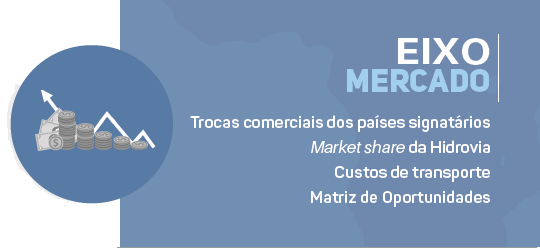 EIXO
MERCADO
Trocas comerciais dos países signatários
Market share da Hidrovia
Custos de transporte
Matriz de Oportunidades